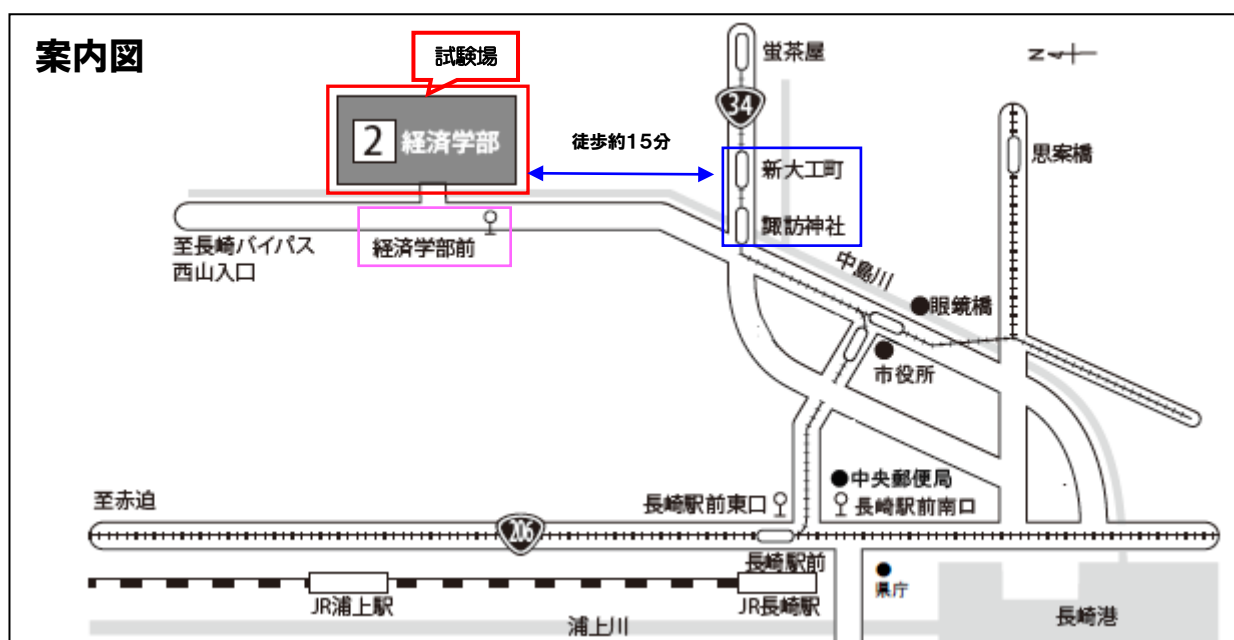 案内図
試験場
2 経済学部
徒歩約15分
34
蛍茶屋
N
新大工町
諏訪神社
思案橋
経済学部前
至長崎バイパス
西山入口
中島川
眼鏡橋
市役所
中央郵便局
長崎駅前東口
長崎駅前南口
至赤迫
206
長崎駅前
JR浦上駅
JR長崎駅
県庁
浦上川
長崎港